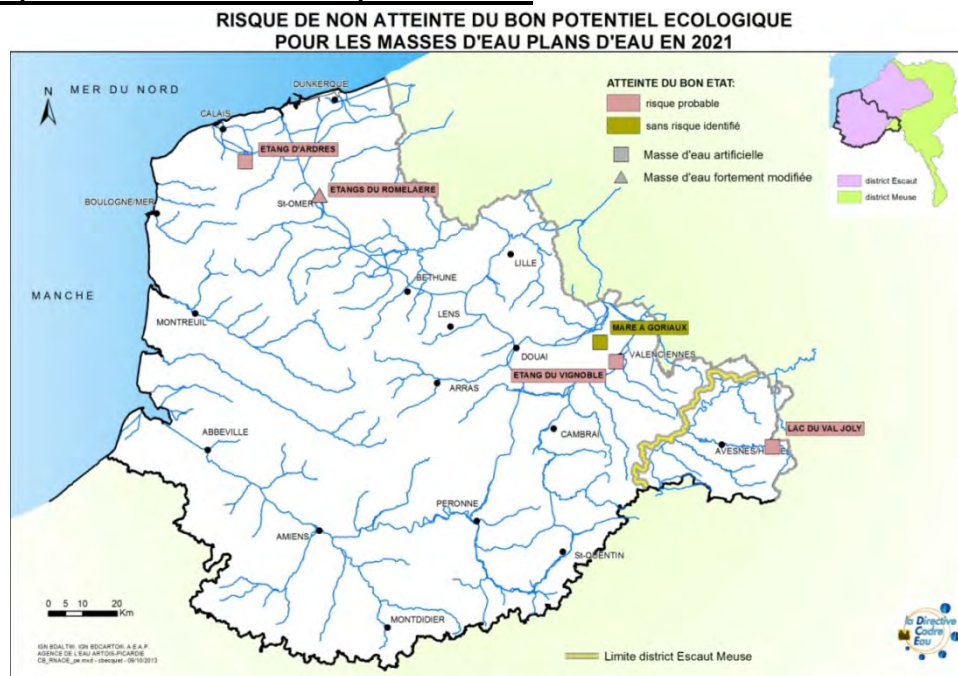 RISQUE DE NON ATTEINTE DU BON POTENTIEL ECOLOGIQUE
POUR LES MASSES D'EAU PLANS D'EAU EN 2021
N
MER DU NORD
DUNKERQUE
CALAIS
ETANG D'ARDRES
ETANGS DU ROMELAERE
St-OMER
BOULOGNE/MER
LILLE
BETHUNE
MANCHE
LENS
MONTREUIL
MARE A GORIAUX
DOUAI
VALENCIENNES
ETANG DU VIGNOBLE
ARRAS
LAC DU VAL JOLY
ABBEVILLE
CAMBRAI
PERONNE
AMIENS
St-QUENTIN
MONTDIDIER
ATTEINTE DU BON ETAT:
risque probable
sans risque identifié
Masse d'eau artificielle
Masse d'eau fortement modifiée
district Escaut
district Meuse
0 5 10 20
Km
IGN BDALTI®, IGN BDCARTO®, A.E.A.P.
AGENCE DE L'EAU ARTOIS-PICARDIE
Limite district Escaut Meuse
la Directive
Cadre
Eau